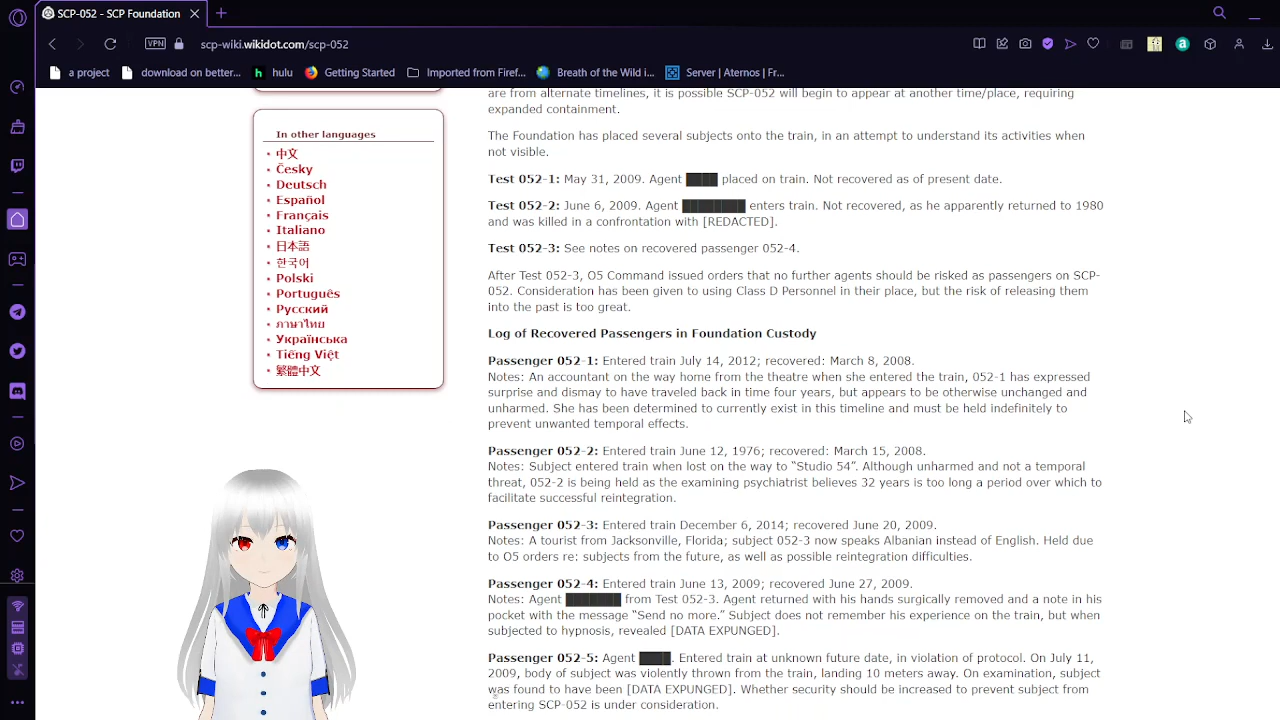 SCP-052 - SCP Foundation
VPN
scp-wiki.wikidot.com/scp-052
a project
download on better...
hulu
Getting Started
Imported from Firef...
Breath of the Wild i...
Server | Aternos | Fr...
In other languages
中文
Česky
Deutsch
Español
Français
Italiano
日本語
한국어
Polski
Português
Русский
ภาษาไทย
Українська
Tiếng Việt
繁體中文
are from alternate timelines, it is possible SCP-052 will begin to appear at another time/place, requiring
expanded containment.
The Foundation has placed several subjects onto the train, in an attempt to understand its activities when
not visible.
Test 052-1: May 31, 2009. Agent ████ placed on train. Not recovered as of present date.
Test 052-2: June 6, 2009. Agent ████████ enters train. Not recovered, as he apparently returned to 1980
and was killed in a confrontation with [REDACTED].
Test 052-3: See notes on recovered passenger 052-4.
After Test 052-3, O5 Command issued orders that no further agents should be risked as passengers on SCP-
052. Consideration has been given to using Class D Personnel in their place, but the risk of releasing them
into the past is too great.
Log of Recovered Passengers in Foundation Custody
Passenger 052-1: Entered train July 14, 2012; recovered: March 8, 2008.
Notes: An accountant on the way home from the theatre when she entered the train, 052-1 has expressed
surprise and dismay to have traveled back in time four years, but appears to be otherwise unchanged and
unharmed. She has been determined to currently exist in this timeline and must be held indefinitely to
prevent unwanted temporal effects.
Passenger 052-2: Entered train June 12, 1976; recovered: March 15, 2008.
Notes: Subject entered train when lost on the way to “Studio 54”. Although unharmed and not a temporal
threat, 052-2 is being held as the examining psychiatrist believes 32 years is too long a period over which to
facilitate successful reintegration.
Passenger 052-3: Entered train December 6, 2014; recovered June 20, 2009.
Notes: A tourist from Jacksonville, Florida; subject 052-3 now speaks Albanian instead of English. Held due
to O5 orders re: subjects from the future, as well as possible reintegration difficulties.
Passenger 052-4: Entered train June 13, 2009; recovered June 27, 2009.
Notes: Agent ███████ from Test 052-3. Agent returned with his hands surgically removed and a note in his
pocket with the message “Send no more.” Subject does not remember his experience on the train, but when
subjected to hypnosis, revealed [DATA EXPUNGED].
Passenger 052-5: Agent ████. Entered train at unknown future date, in violation of protocol. On July 11,
2009, body of subject was violently thrown from the train, landing 10 meters away. On examination, subject
was found to have been [DATA EXPUNGED]. Whether security should be increased to prevent subject from
entering SCP-052 is under consideration.